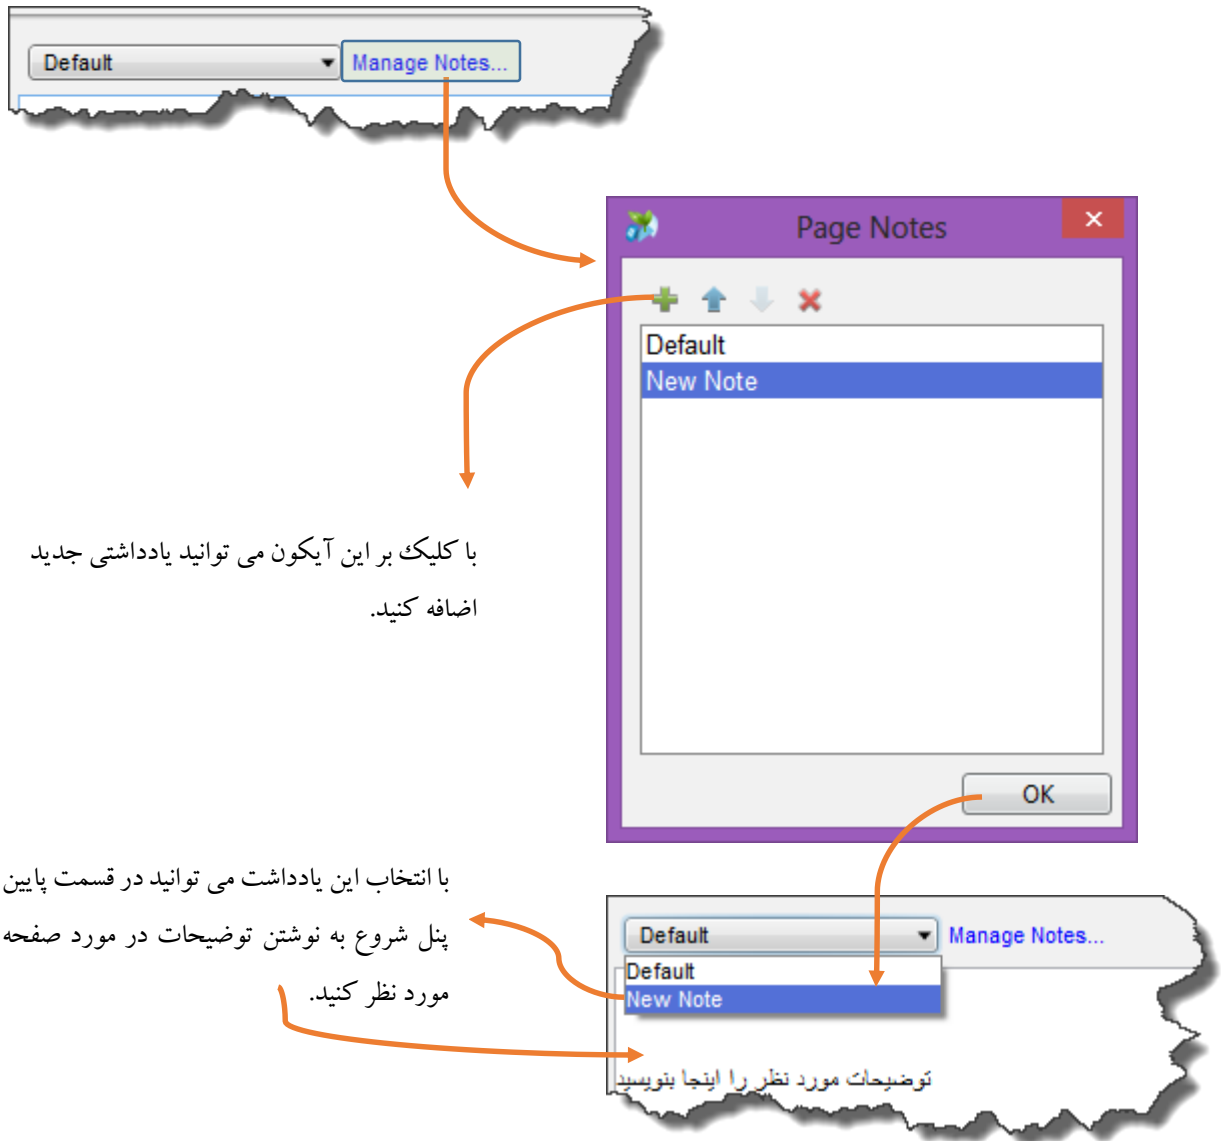 Default
Manage Notes...
Page Notes
Default
New Note
با کلیک بر این آیکون می توانید یادداشتی جدید
اضافه کنید.
OK
با انتخاب این یادداشت می توانید در قسمت پایین
پنل شروع به نوشتن توضیحات در مورد صفحه
مورد نظر کنید.
Default
Manage Notes...
Default
New Note
توضیحات مورد نظر را اینجا بنویسید